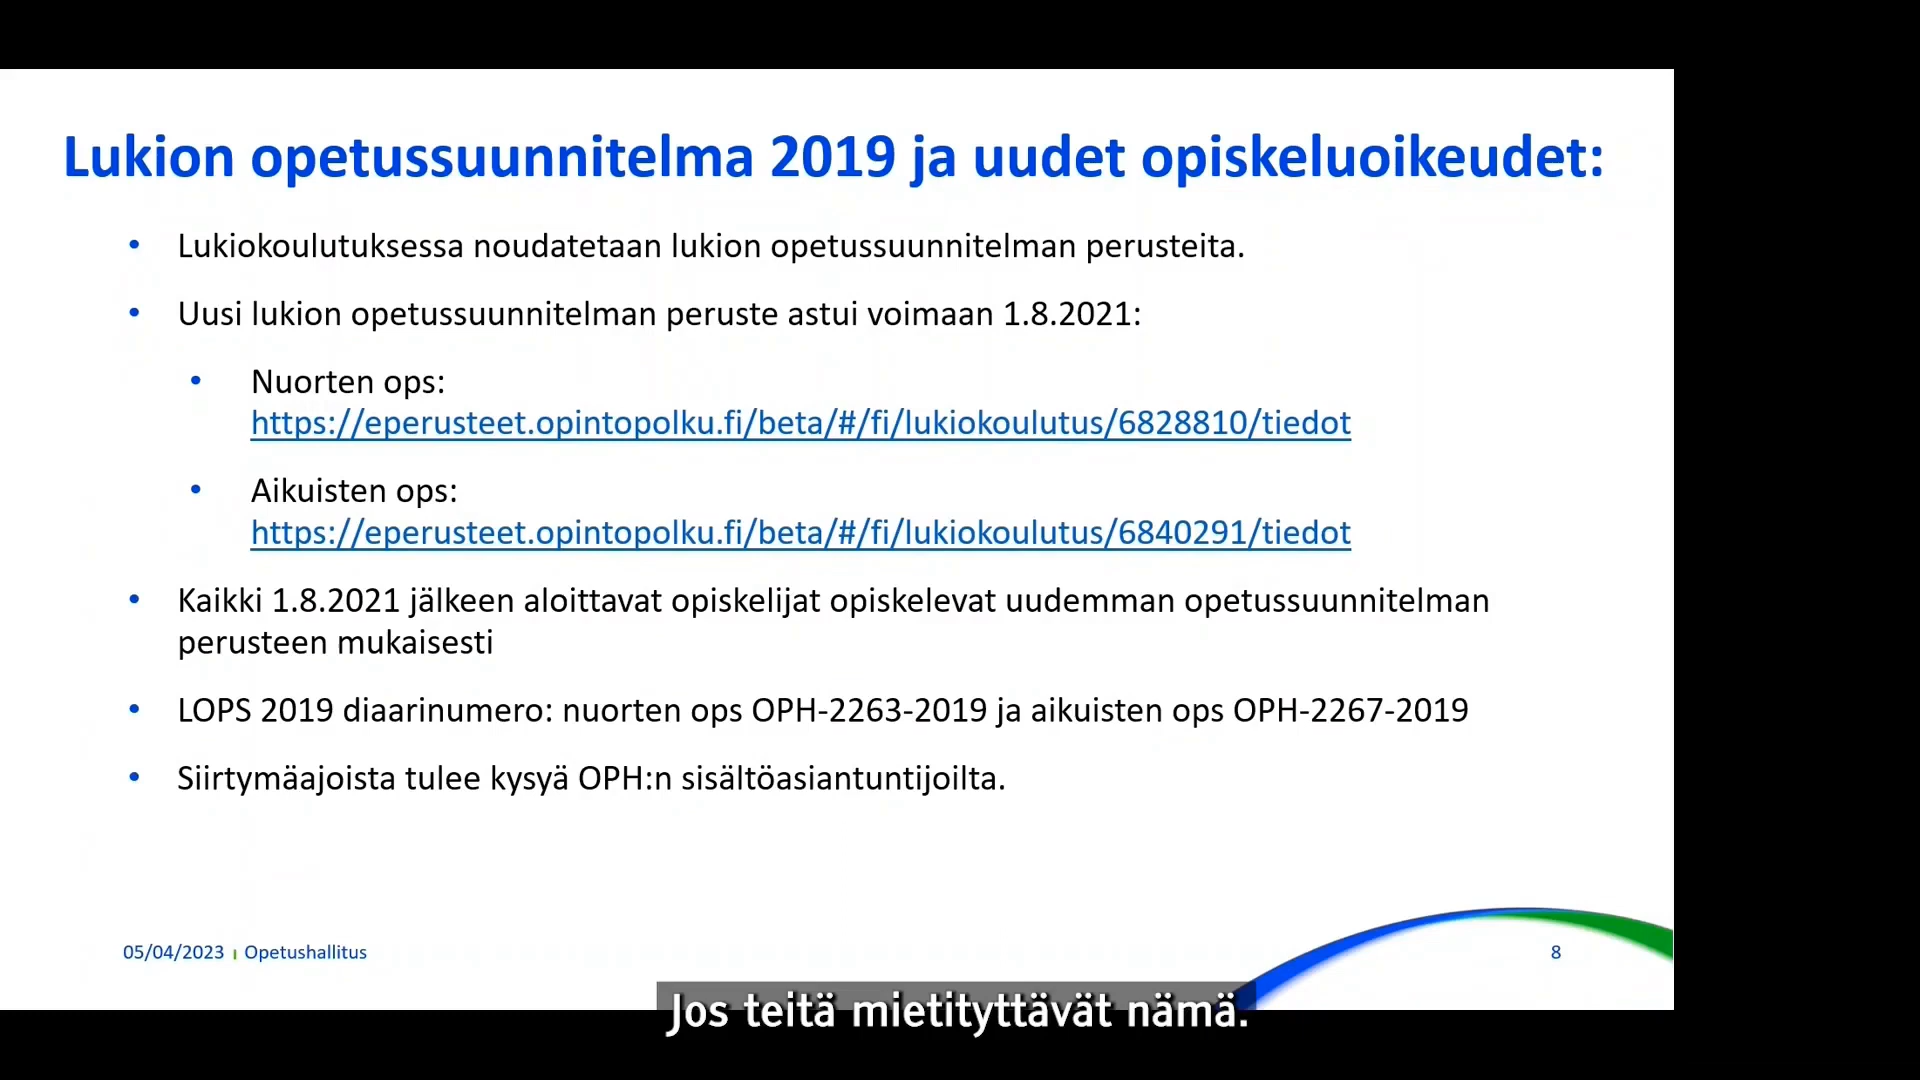 Lukion opetussuunnitelma 2019 ja uudet opiskeluoikeudet:
• Lukiokoulutuksessa noudatetaan lukion opetussuunnitelman perusteita.
• Uusi lukion opetussuunnitelman peruste astui voimaan 1.8.2021:
• Nuorten ops:
https://eperusteet.opintopolku.fi/beta/#/fi/lukiokoulutus/6828810/tiedot
• Aikuisten ops:
https://eperusteet.opintopolku.fi/beta/#/fi/lukiokoulutus/6840291/tiedot
• Kaikki 1.8.2021 jälkeen aloittavat opiskelijat opiskelevat uudemman opetussuunnitelman
perusteen mukaisesti
• LOPS 2019 diaarinumero: nuorten ops OPH-2263-2019 ja aikuisten ops OPH-2267-2019
• Siirtymäajoista tulee kysyä OPH:n sisältöasiantuntijoilta.
05/04/2023 | Opetushallitus
8
Jos teitä mietityttävät nämä.